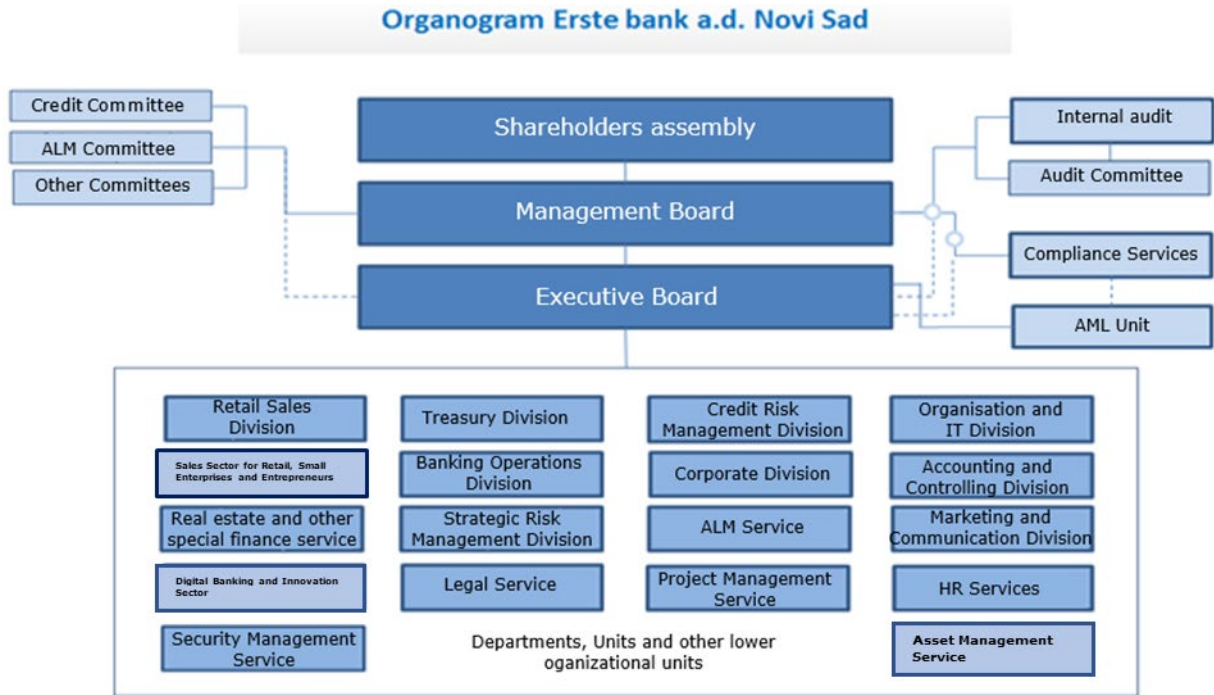 Organogram Erste bank a.d. Novi Sad
Credit Committee
ALM Committee
Other Committees
Shareholders assembly
Management Board
Executive Board
Internal audit
Audit Committee
Compliance Services
AML Unit
Retail Sales
Division
Treasury Division
Credit Risk
Management Division
Organisation and
IT Division
Sales Sector for Retail, Small
Enterprises and Entrepreneurs
Banking Operations
Division
Corporate Division
Accounting and
Controlling Division
Real estate and other
special finance service
Strategic Risk
Management Division
ALM Service
Marketing and
Communication Division
Digital Banking and Innovation
Sector
Legal Service
Project Management
Service
HR Services
Security Management
Service
Departments, Units and other lower
oganizational units
Asset Management
Service